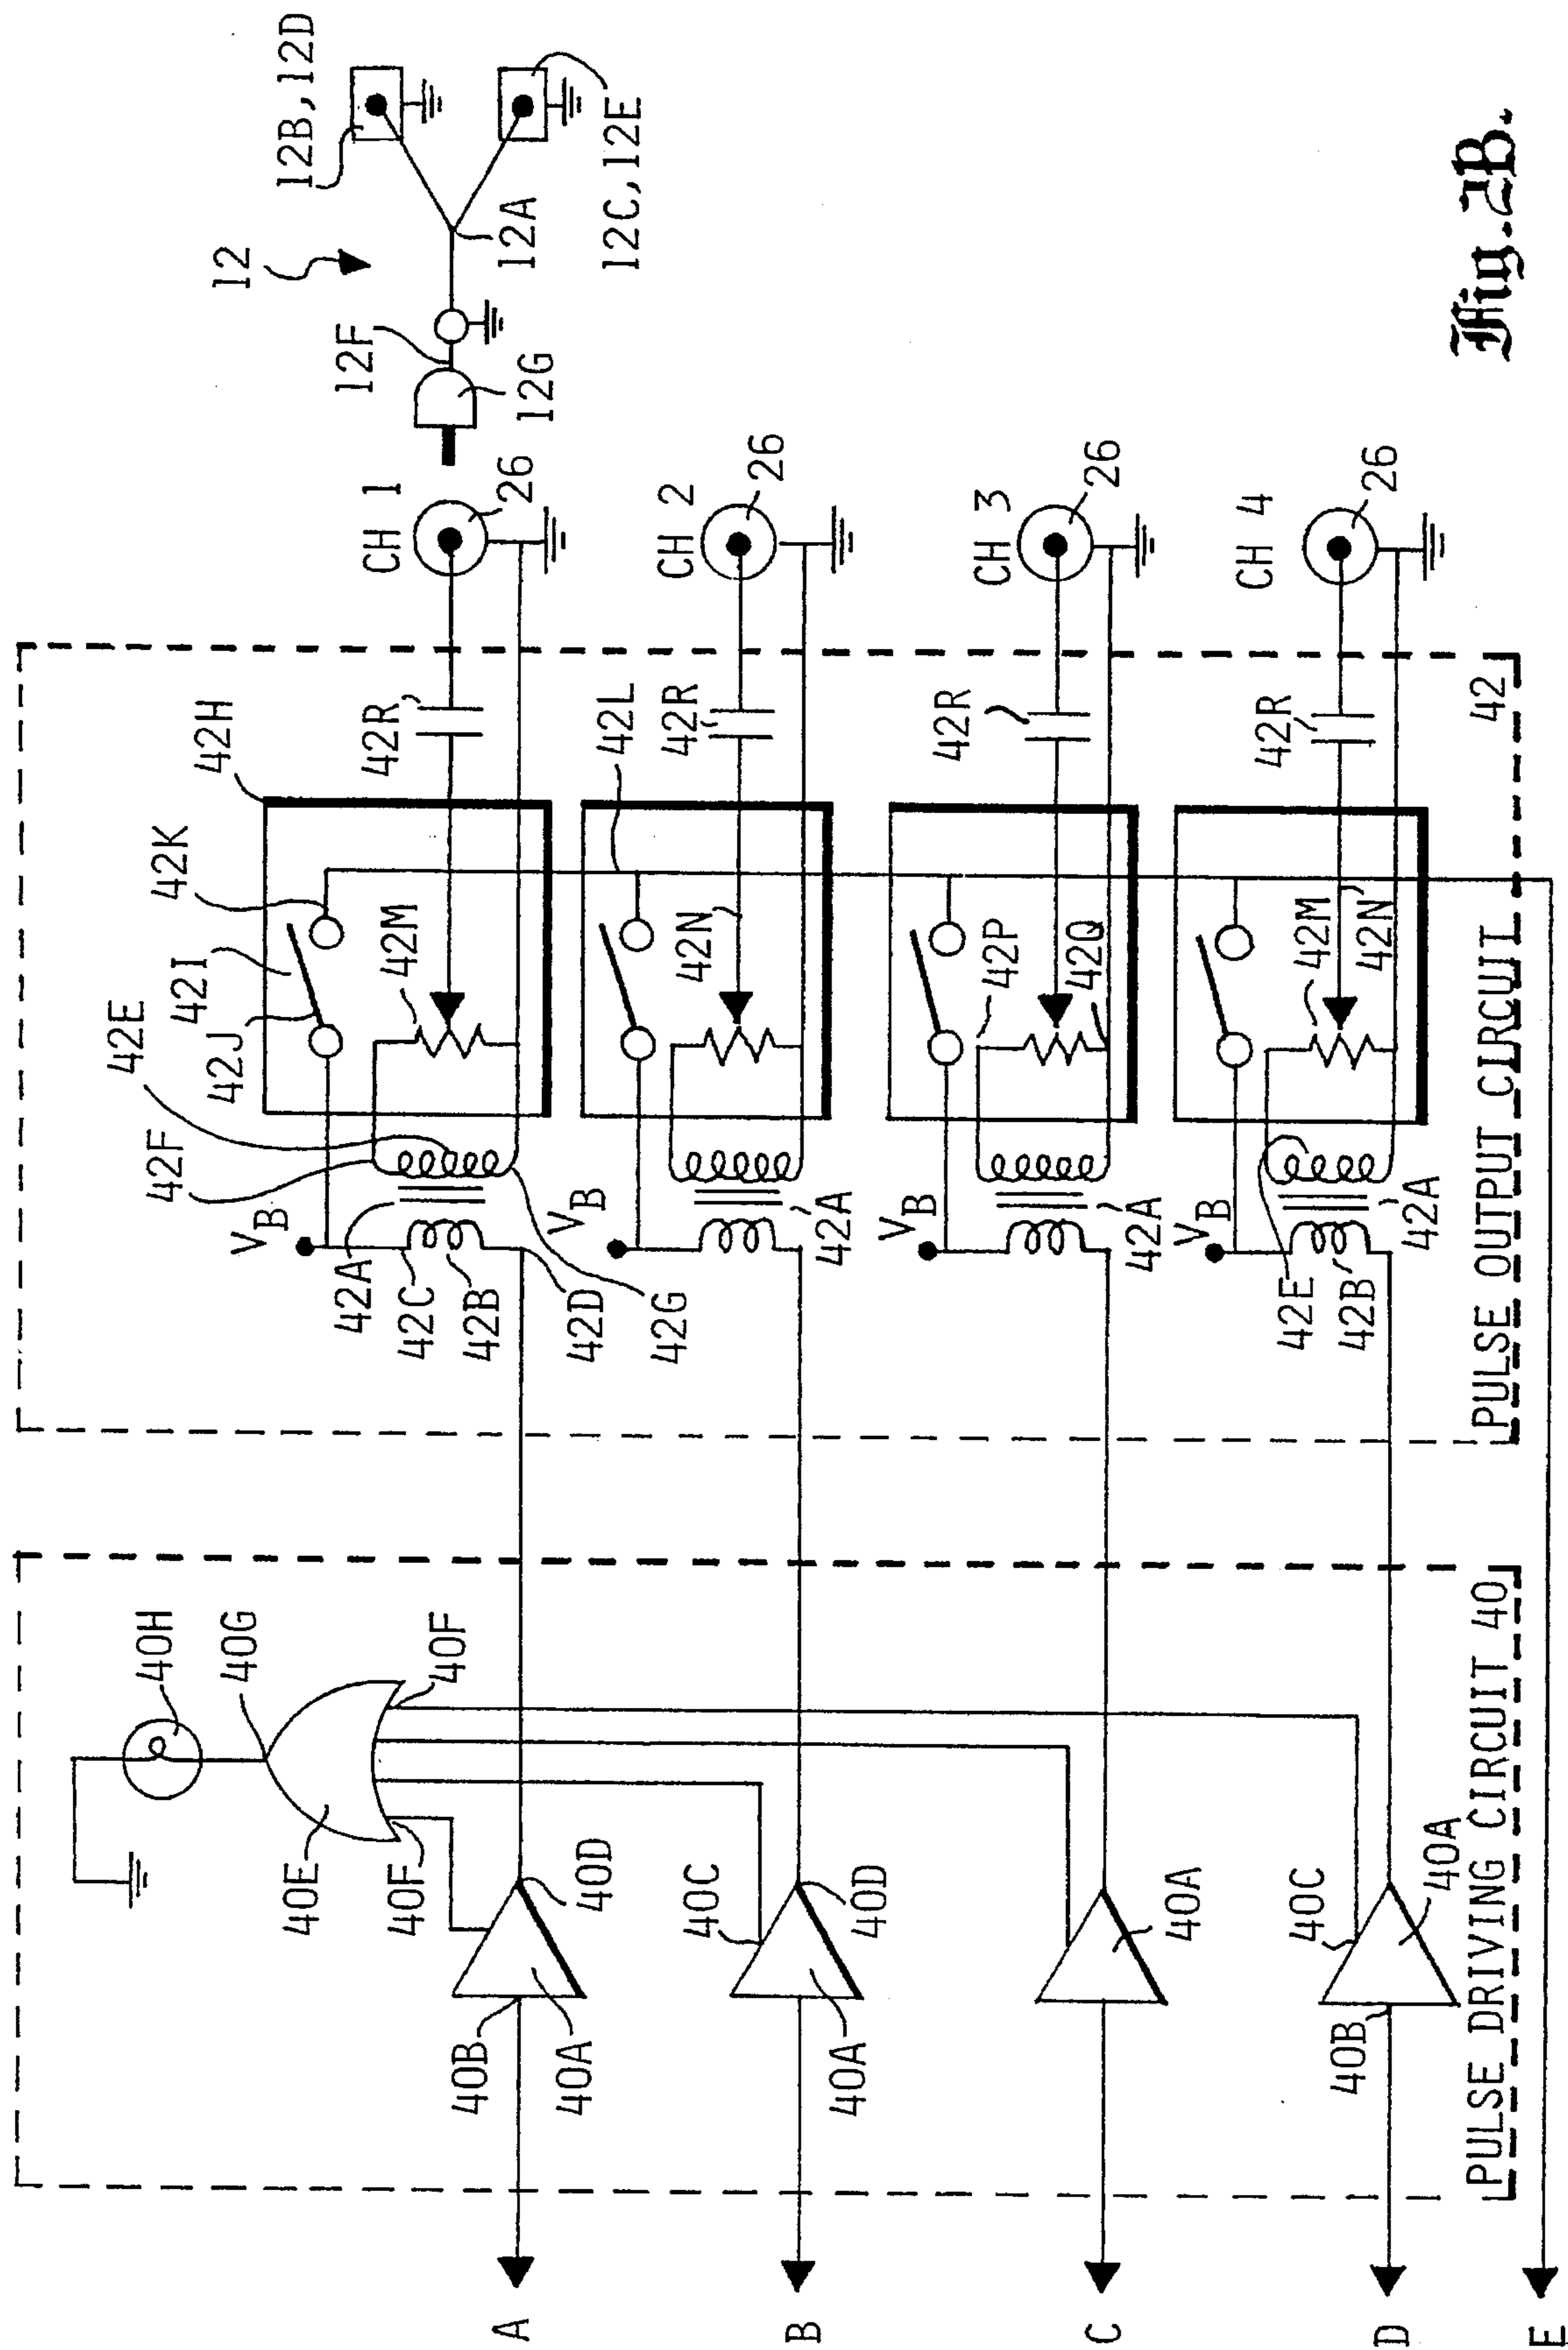 12B, 12D
12
12F
12A
12G
12C, 12E
CH 1
26
CH 2
26
CH 3
26
CH 4
26
42H
42R
42L
42R
42R
42R
42K
42I
42J
42M
42N
42P
42Q
42M
42N
42E
42F
VB
VB
VB
VB
42A
42C
42B
42D
42G
42A
42A
42E
42B
42A
PULSE OUTPUT CIRCUIT 42
40H
40G
40F
40E
40F
40D
40C
40D
40A
40C
40A
40B
40A
40A
40B
PULSE DRIVING CIRCUIT 40
A
B
C
D
E
Fig. 2B.